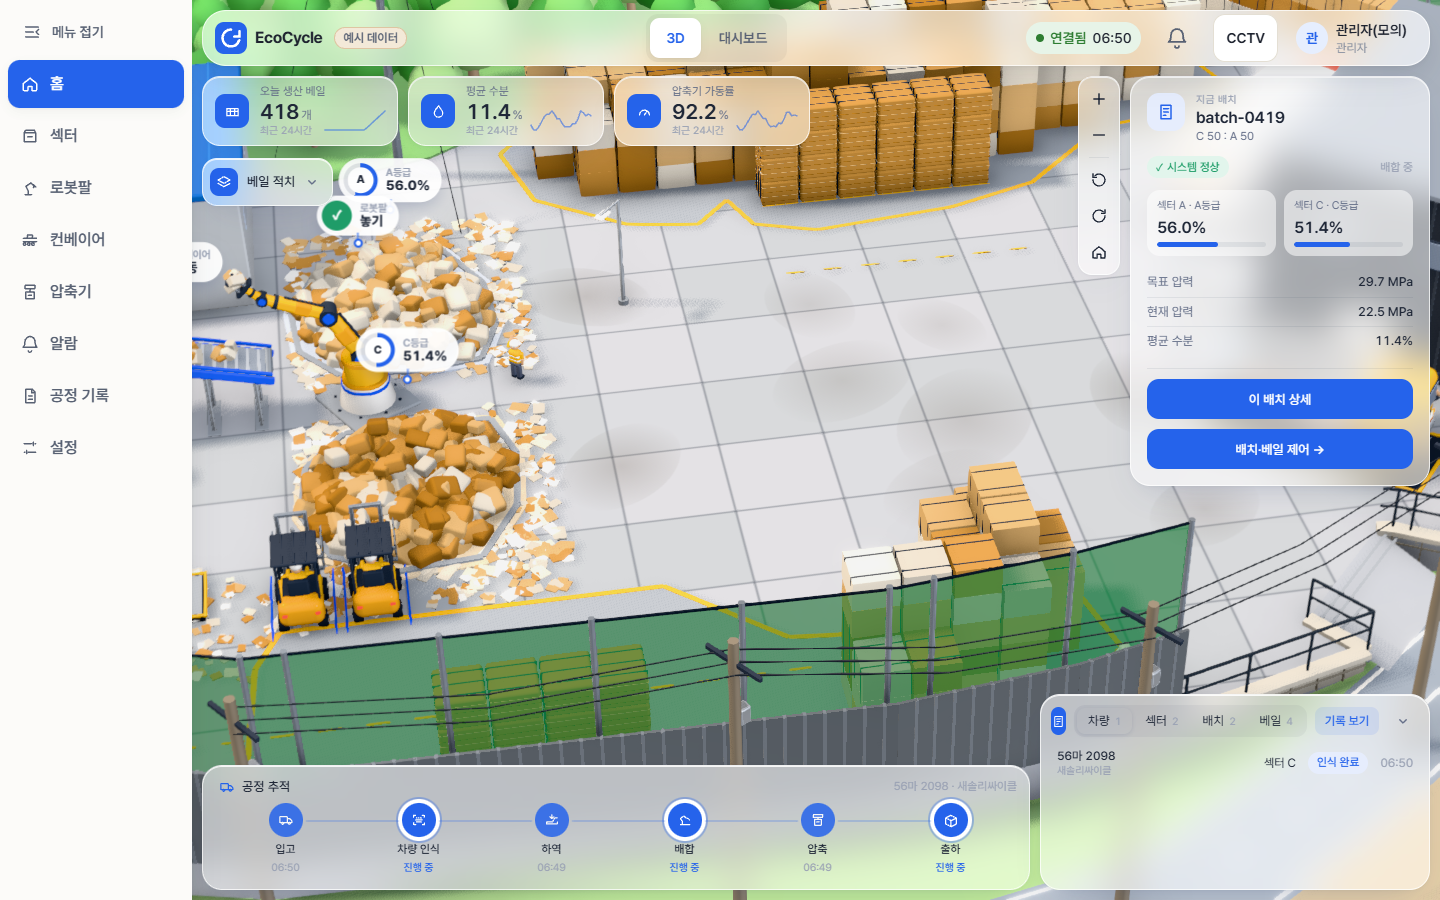 메뉴 접기
홈
섹터
로봇팔
컨베이어
압축기
알람
공정 기록
설정
EcoCycle
예시 데이터
3D
대시보드
연결됨 06:50
CCTV
관
관리자(모의)
관리자
오늘 생산 베일
418 개
최근 24시간
평균 수분
11.4 %
최근 24시간
압축기 가동률
92.2 %
최근 24시간
베일 적치
A
A등급
56.0%
로봇팔
놓기
이어
C
C등급
51.4%
지금 배치
batch-0419
C 50 : A 50
✓ 시스템 정상
배합 중
섹터 A · A등급
56.0%
섹터 C · C등급
51.4%
목표 압력
29.7 MPa
현재 압력
22.5 MPa
평균 수분
11.4%
이 배치 상세
배치·베일 제어 →
공정 추적
56마 2098 · 새솔리싸이클
입고
06:50
차량 인식
진행 중
하역
06:49
배합
진행 중
압축
06:49
출하
진행 중
차량 1
섹터 2
배치 2
베일 4
기록 보기
56마 2098
새솔리싸이클
섹터 C
인식 완료
06:50